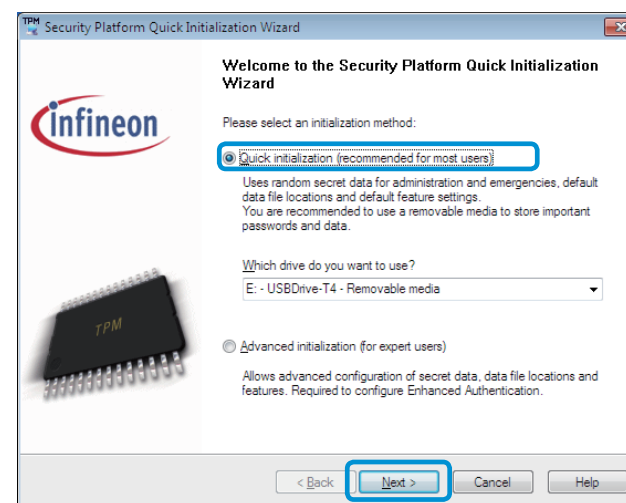 TPM Security Platform Quick Initialization Wizard
Welcome to the Security Platform Quick Initialization
Wizard
infineon
Please select an initialization method:
Quick initialization (recommended for most users)
Uses random secret data for administration and emergencies, default
data file locations and default feature settings.
You are recommended to use a removable media to store important
passwords and data.
Which drive do you want to use?
E: - USBDrive-T4 - Removable media
TPM
Advanced initialization (for expert users)
Allows advanced configuration of secret data, data file locations and
features. Required to configure Enhanced Authentication.
< Back Next > Cancel Help